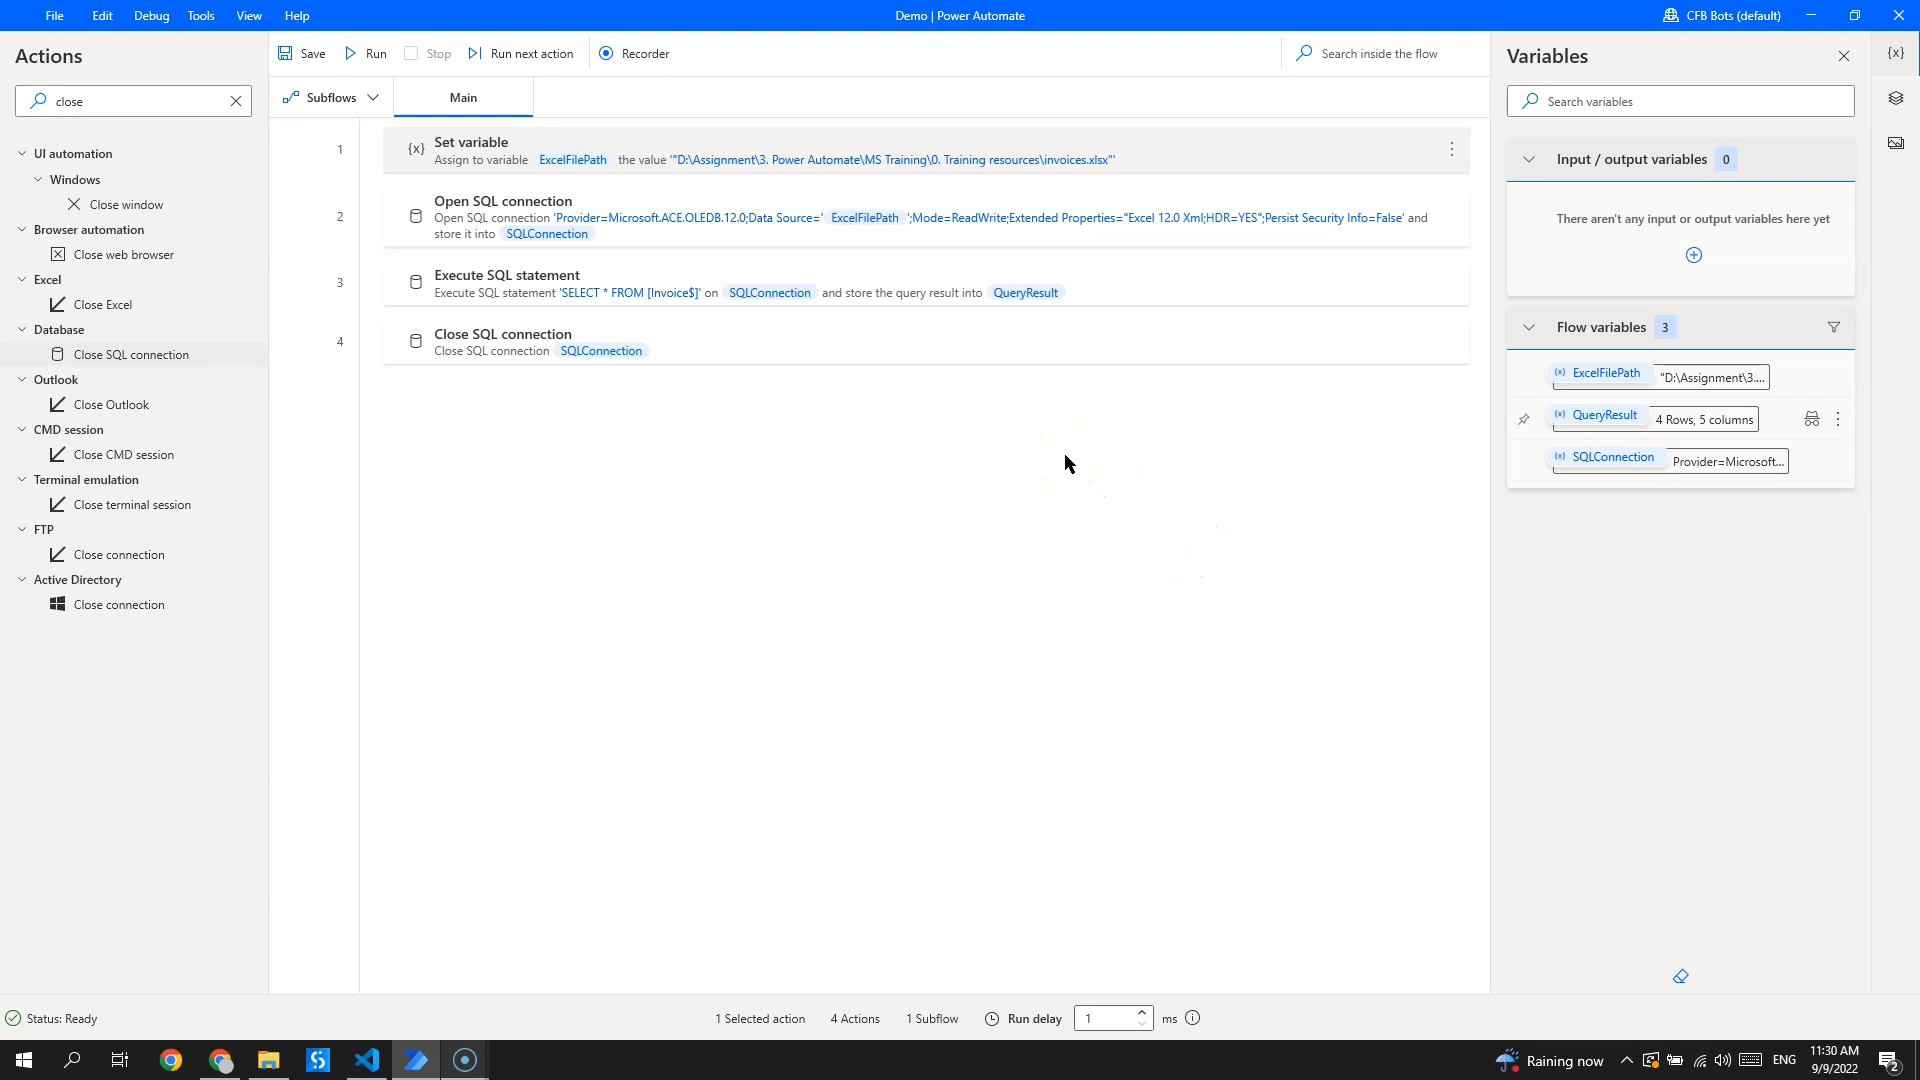 File Edit Debug Tools View Help
Demo | Power Automate
CFB Bots (default)
Actions
close
UI automation
Windows
Close window
Browser automation
Close web browser
Excel
Close Excel
Database
Close SQL connection
Outlook
Close Outlook
CMD session
Close CMD session
Terminal emulation
Close terminal session
FTP
Close connection
Active Directory
Close connection
Save Run Stop Run next action Recorder
Search inside the flow
Subflows Main
1
{x} Set variable
Assign to variable ExcelFilePath the value '"D:\Assignment\3. Power Automate\MS Training\0. Training resources\invoices.xlsx"'
2
Open SQL connection
Open SQL connection 'Provider=Microsoft.ACE.OLEDB.12.0;Data Source=' ExcelFilePath ';Mode=ReadWrite;Extended Properties="Excel 12.0 Xml;HDR=YES";Persist Security Info=False' and
store it into SQLConnection
3
Execute SQL statement
Execute SQL statement 'SELECT * FROM [Invoice$]' on SQLConnection and store the query result into QueryResult
4
Close SQL connection
Close SQL connection SQLConnection
Variables
{x}
Search variables
Input / output variables 0
There aren't any input or output variables here yet
Flow variables 3
(x) ExcelFilePath "D:\Assignment\3....
(x) QueryResult 4 Rows, 5 columns
(x) SQLConnection Provider=Microsoft...
Status: Ready
1 Selected action 4 Actions 1 Subflow Run delay 1 ms
Raining now
ENG
11:30 AM
9/9/2022
2